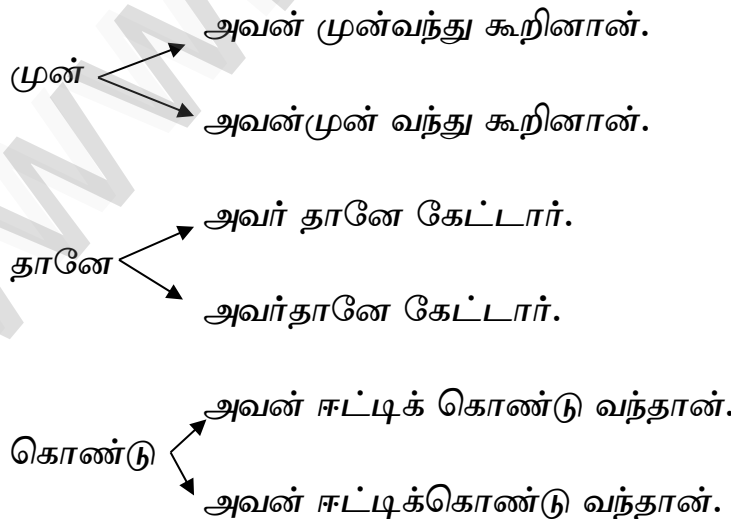 அவன் முன்வந்து கூறினான்.
முன்
அவன்முன் வந்து கூறினான்.
அவர் தானே கேட்டார்.
தானே
அவர்தானே கேட்டார்.
அவன் ஈட்டிக் கொண்டு வந்தான்.
கொண்டு
அவன் ஈட்டிக்கொண்டு வந்தான்.